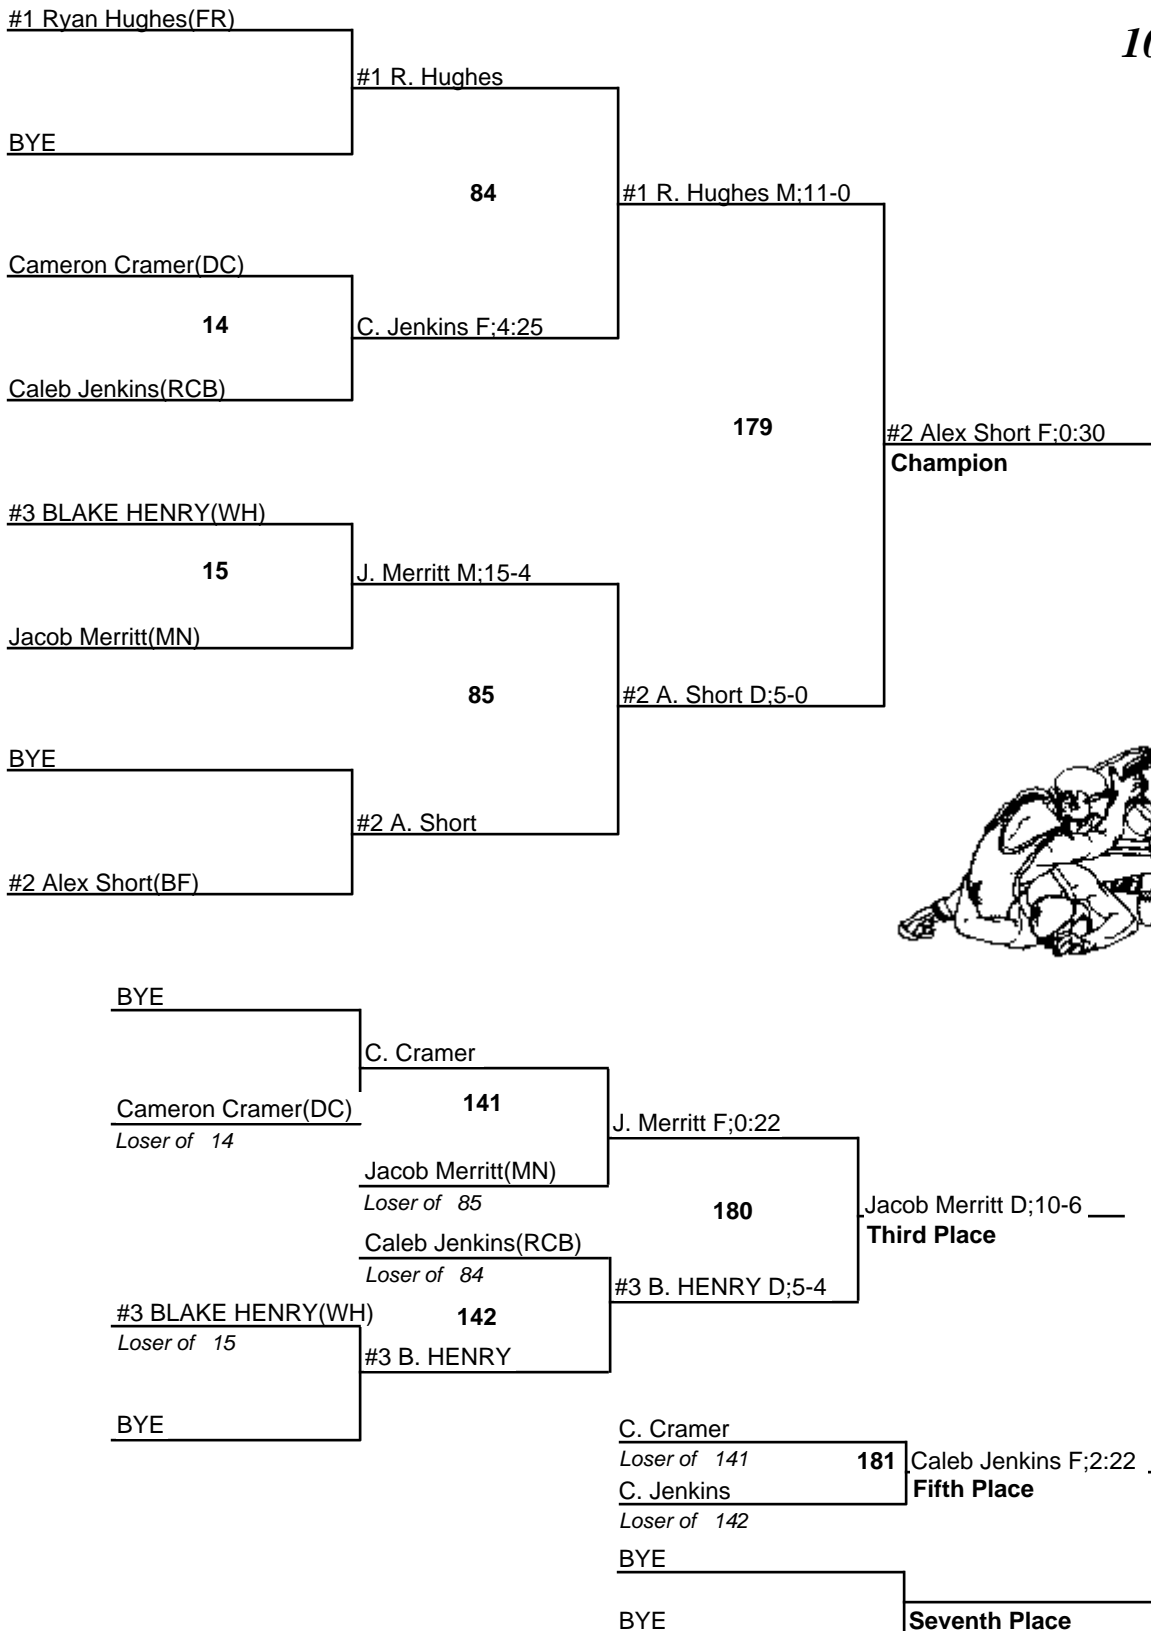 #1 Ryan Hughes(FR)
10
#1 R. Hughes
BYE
84
#1 R. Hughes M;11-0
Cameron Cramer(DC)
14
C. Jenkins F;4:25
Caleb Jenkins(RCB)
179
#2 Alex Short F;0:30
Champion
#3 BLAKE HENRY(WH)
15
J. Merritt M;15-4
Jacob Merritt(MN)
85
#2 A. Short D;5-0
BYE
#2 A. Short
#2 Alex Short(BF)
BYE
C. Cramer
Cameron Cramer(DC)
141
Loser of 14
J. Merritt F;0:22
Jacob Merritt(MN)
Loser of 85
180
Jacob Merritt D;10-6
Third Place
Caleb Jenkins(RCB)
Loser of 84
#3 B. HENRY D;5-4
#3 BLAKE HENRY(WH)
142
Loser of 15
#3 B. HENRY
BYE
C. Cramer
Loser of 141
181
Caleb Jenkins F;2:22
Fifth Place
C. Jenkins
Loser of 142
BYE
BYE
Seventh Place